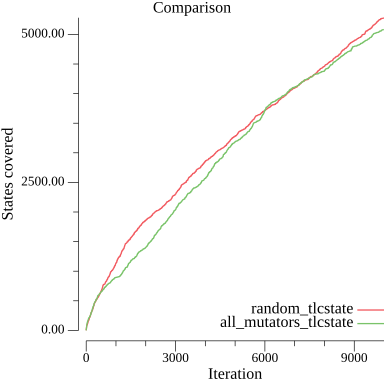 Comparison
States covered
5000.00
2500.00
0.00
random_tlcstate
all_mutators_tlcstate
0
3000
6000
9000
Iteration